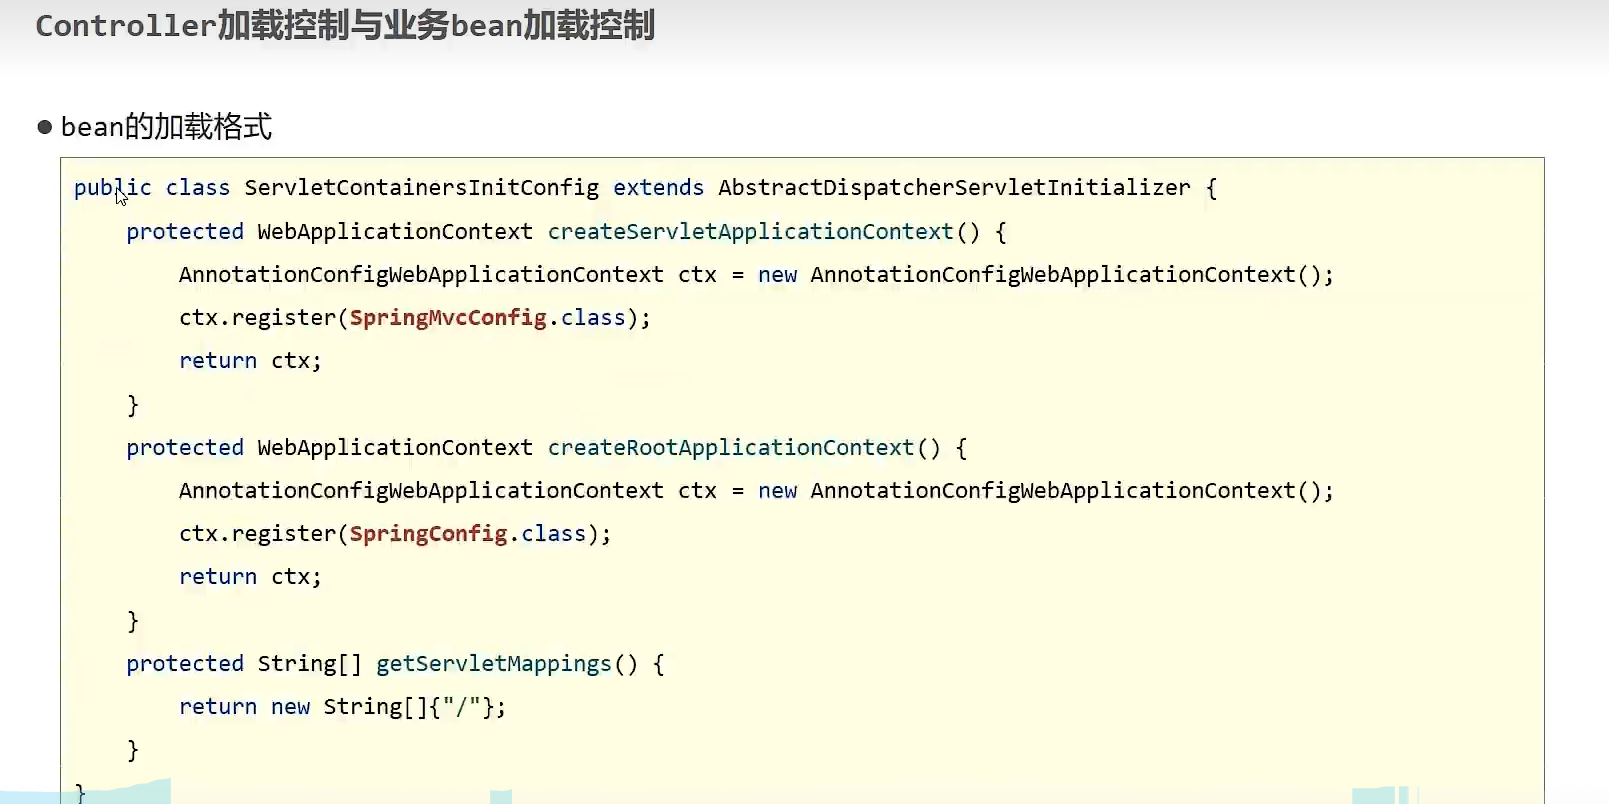 Controller加载控制与业务bean加载控制
bean的加载格式
public class ServletContainersInitConfig extends AbstractDispatcherServletInitializer {
    protected WebApplicationContext createServletApplicationContext() {
        AnnotationConfigWebApplicationContext ctx = new AnnotationConfigWebApplicationContext();
        ctx.register(SpringMvcConfig.class);
        return ctx;
    }
    protected WebApplicationContext createRootApplicationContext() {
        AnnotationConfigWebApplicationContext ctx = new AnnotationConfigWebApplicationContext();
        ctx.register(SpringConfig.class);
        return ctx;
    }
    protected String[] getServletMappings() {
        return new String[]{"/"};
    }
}